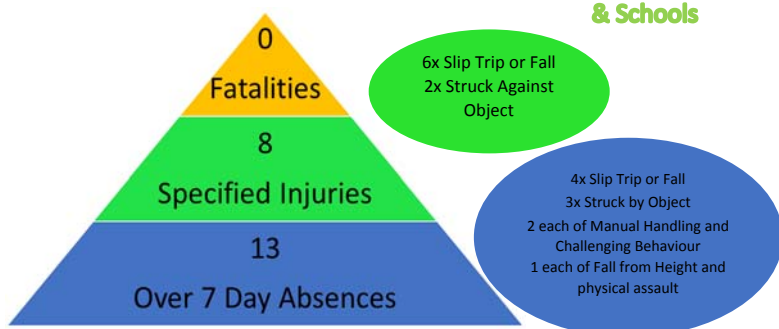 & Schools
0
Fatalities
8
Specified Injuries
13
Over 7 Day Absences
6x Slip Trip or Fall
2x Struck Against
Object
4x Slip Trip or Fall
3x Struck by Object
2 each of Manual Handling and
Challenging Behaviour
1 each of Fall from Height and
physical assault